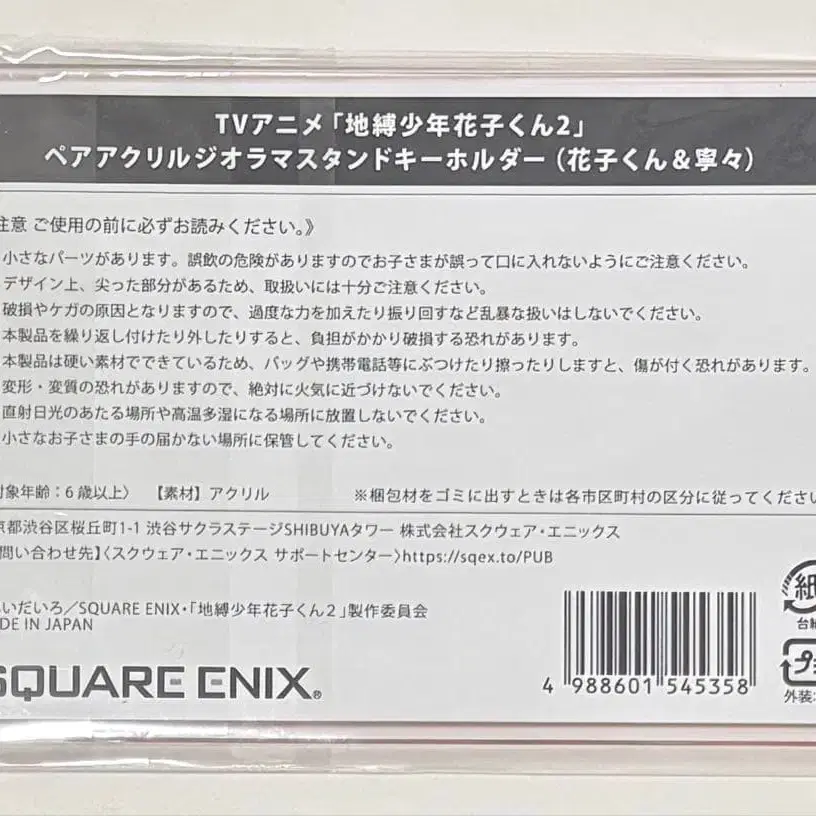 TVアニメ「地縛少年花子くん2」
ペアアクリルジオラマスタンドキーホルダー（花子くん＆寧々）
注意 ご使用の前に必ずお読みください。》
小さなパーツがあります。誤飲の危険がありますのでお子さまが誤って口に入れないようにご注意ください。
デザイン上、尖った部分があるため、取扱いには十分ご注意ください。
破損やケガの原因となりますので、過度な力を加えたり振り回すなど乱暴な扱いはしないでください。
本製品を繰り返し付けたり外したりすると、負担がかかり破損する恐れがあります。
本製品は硬い素材でできているため、バッグや携帯電話等にぶつけたり擦ったりしますと、傷が付く恐れがあります。
変形・変質の恐れがありますので、絶対に火気に近づけないでください。
直射日光のあたる場所や高温多湿になる場所に放置しないでください。
小さなお子さまの手の届かない場所に保管してください。
対象年齢：6歳以上〉 【素材】アクリル ※梱包材をゴミに出すときは各市区町村の区分に従ってください
京都渋谷区桜丘町1-1 渋谷サクラステージSHIBUYAタワー 株式会社スクウェア・エニックス
問い合わせ先】〈スクウェア・エニックス サポートセンター〉https://sqex.to/PUB
いだいろ／SQUARE ENIX・「地縛少年花子くん２」製作委員会
DE IN JAPAN
SQUARE ENIX®
4 988601 545358
紙
台紙
プ
外装